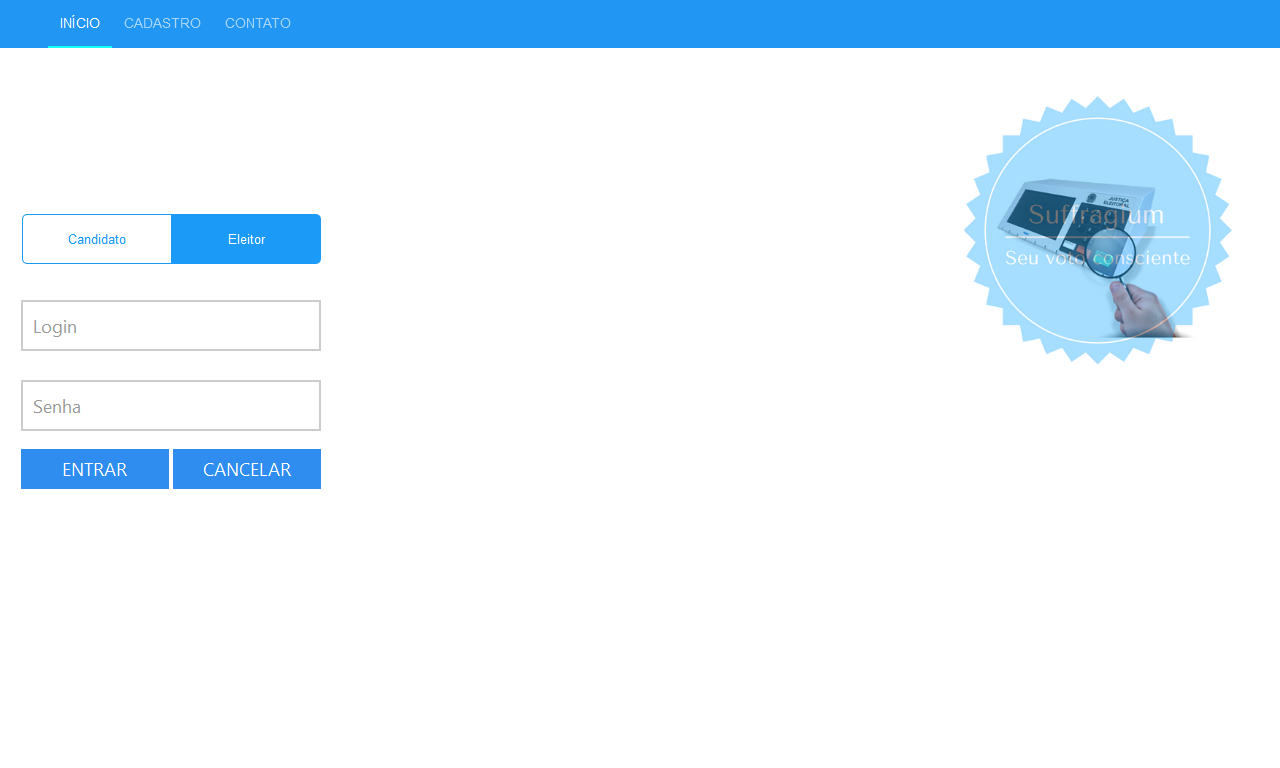 INÍCIO CADASTRO CONTATO
JUSTIÇA
ELEITORAL
Suffragium
Seu voto consciente
Candidato Eleitor
Login
Senha
ENTRAR CANCELAR